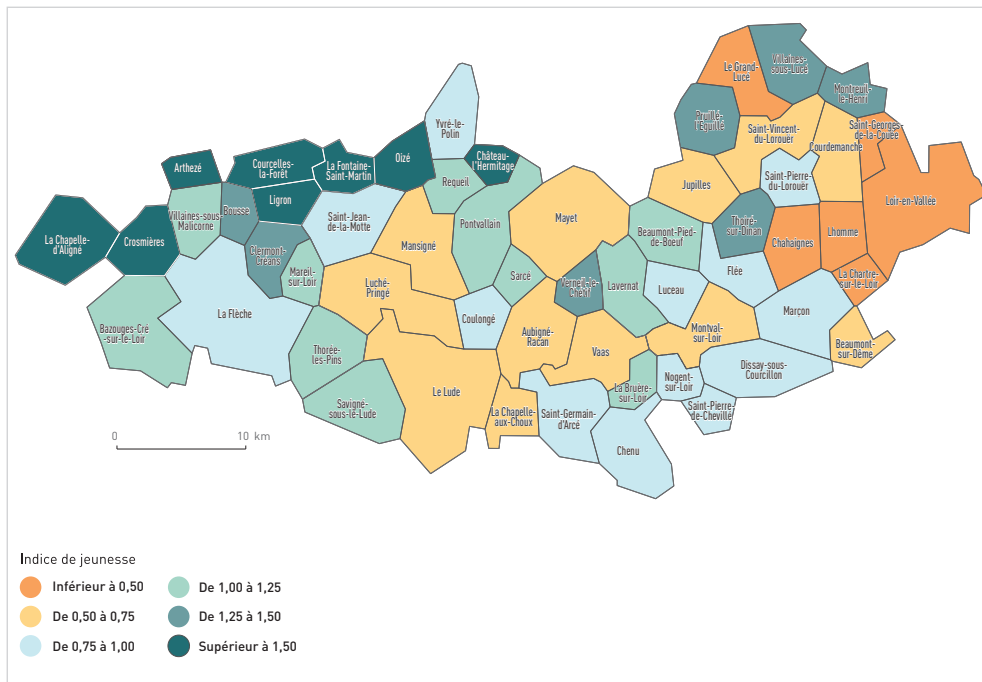 Le Grand-
Lucé
Villaines-
sous-Lucé
Montreuil-
le-Henri
Pruillé-
l'Éguillé
Saint-Vincent-
du-Lorouër
Courdemanche
Saint-Georges-
de-la-Couée
Yvré-le-
Polin
Château-
l'Hermitage
Oizé
La Fontaine-
Saint-Martin
Courcelles-
la-Forêt
Arthezé
Ligron
Requeil
Jupilles
Saint-Pierre-
du-Lorouër
Loir-en-Vallée
Villaines-sous-
Malicorne
Bousse
Saint-Jean-
de-la-Motte
Pontvallain
Mayet
Beaumont-Pied-
de-Boeuf
Thoiré-
sur-Dinan
Chahaignes
Lhomme
La Chapelle-
d'Aligné
Crosmières
Clermont-
Créans
Mareil-
sur-Loir
Mansigné
Sarcé
Verneil-le-
Chétif
Lavernat
Flée
Luceau
La Chartre-
sur-le-Loir
Luché-
Pringé
La Flèche
Coulongé
Marçon
Bazouges-Cré
-sur-le-Loir
Aubigné-
Racan
Vaas
Montval-
sur-Loir
Beaumont-
sur-Dême
Thorée-
les-Pins
Le Lude
La Bruère-
sur-Loir
Nogent-
sur-Loir
Dissay-sous-
Courcillon
Savigné-
sous-le-Lude
La Chapelle-
aux-Choux
Saint-Germain-
d'Arcé
Saint-Pierre-
de-Chevillé
Chenu
0 10 km
Indice de jeunesse
Inférieur à 0,50
De 0,50 à 0,75
De 0,75 à 1,00
De 1,00 à 1,25
De 1,25 à 1,50
Supérieur à 1,50